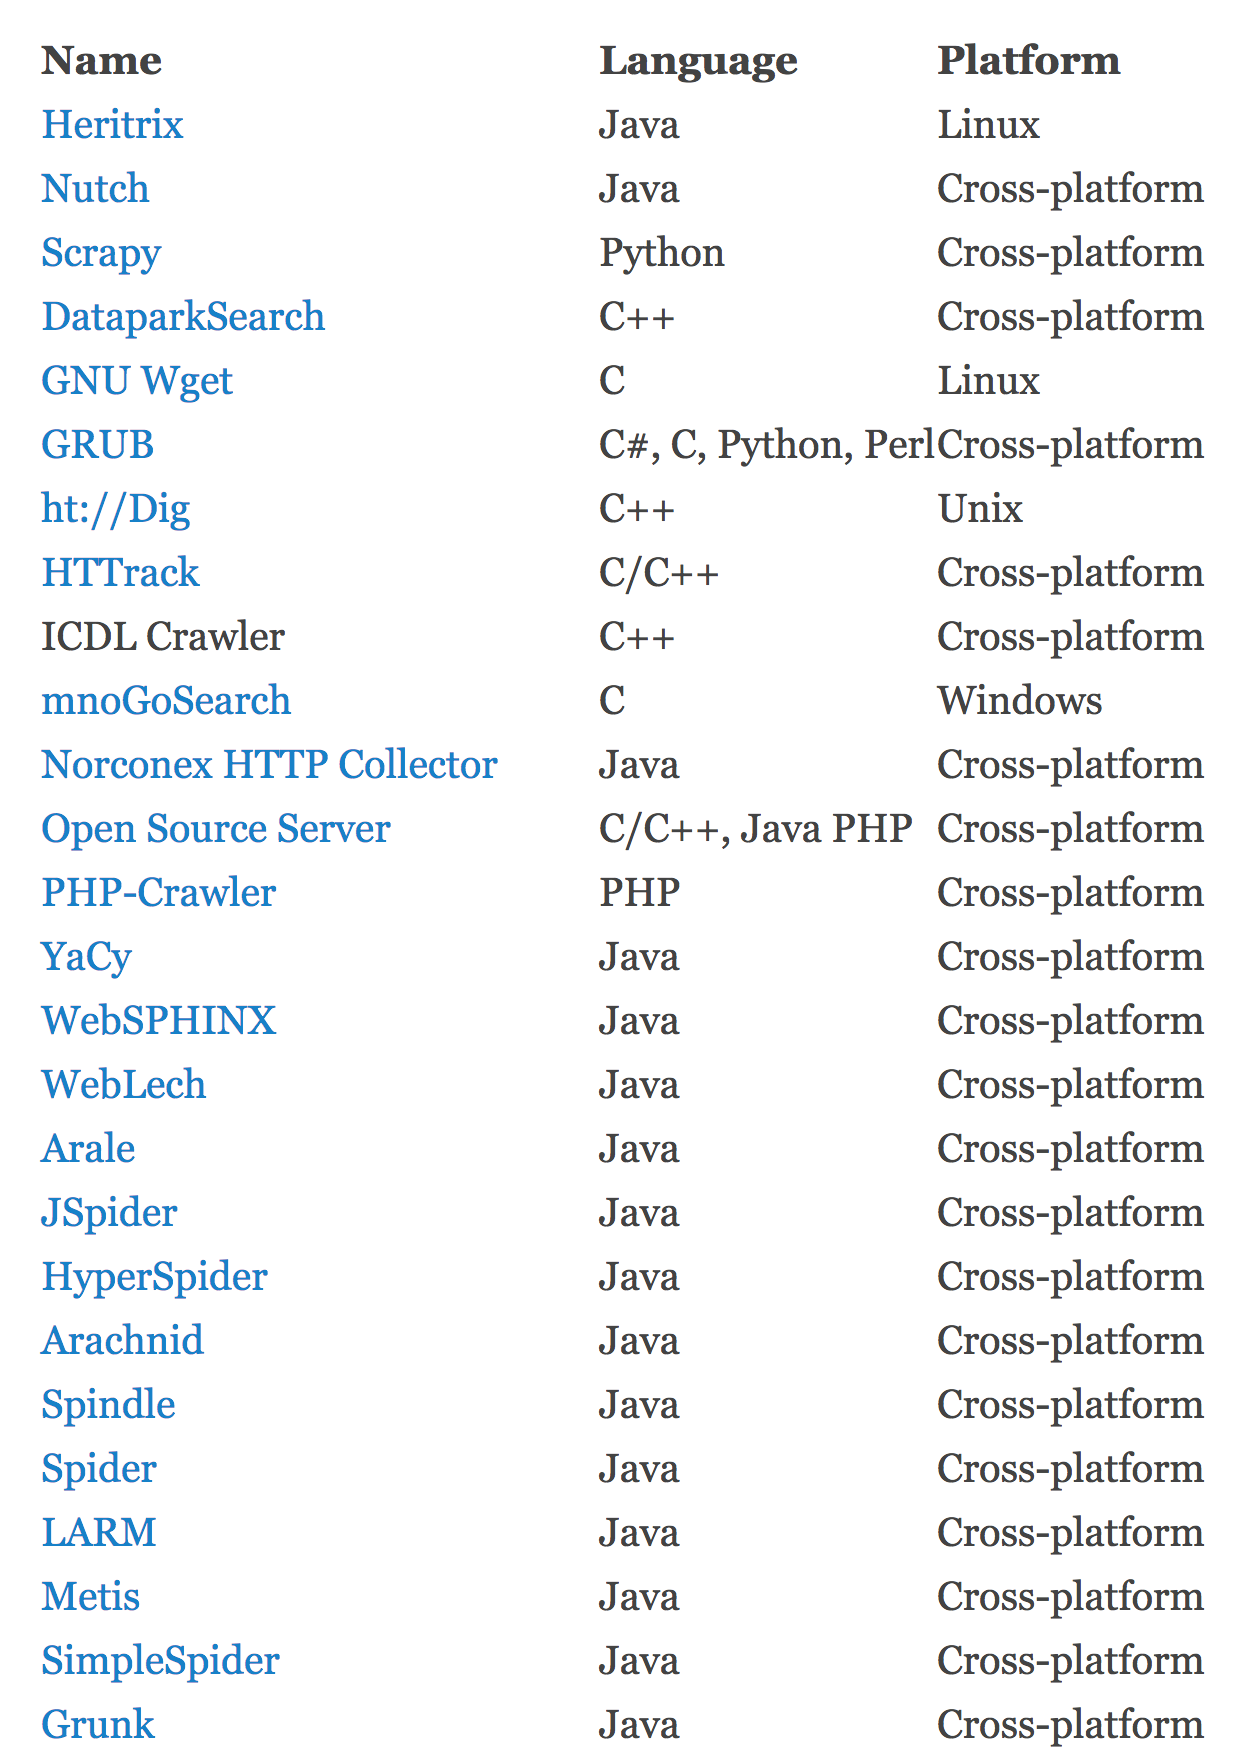 Name Language Platform
Heritrix Java Linux
Nutch Java Cross-platform
Scrapy Python Cross-platform
DataparkSearch C++ Cross-platform
GNU Wget C Linux
GRUB C#, C, Python, Perl Cross-platform
ht://Dig C++ Unix
HTTrack C/C++ Cross-platform
ICDL Crawler C++ Cross-platform
mnoGoSearch C Windows
Norconex HTTP Collector Java Cross-platform
Open Source Server C/C++, Java PHP Cross-platform
PHP-Crawler PHP Cross-platform
YaCy Java Cross-platform
WebSPHINX Java Cross-platform
WebLech Java Cross-platform
Arale Java Cross-platform
JSpider Java Cross-platform
HyperSpider Java Cross-platform
Arachnid Java Cross-platform
Spindle Java Cross-platform
Spider Java Cross-platform
LARM Java Cross-platform
Metis Java Cross-platform
SimpleSpider Java Cross-platform
Grunk Java Cross-platform